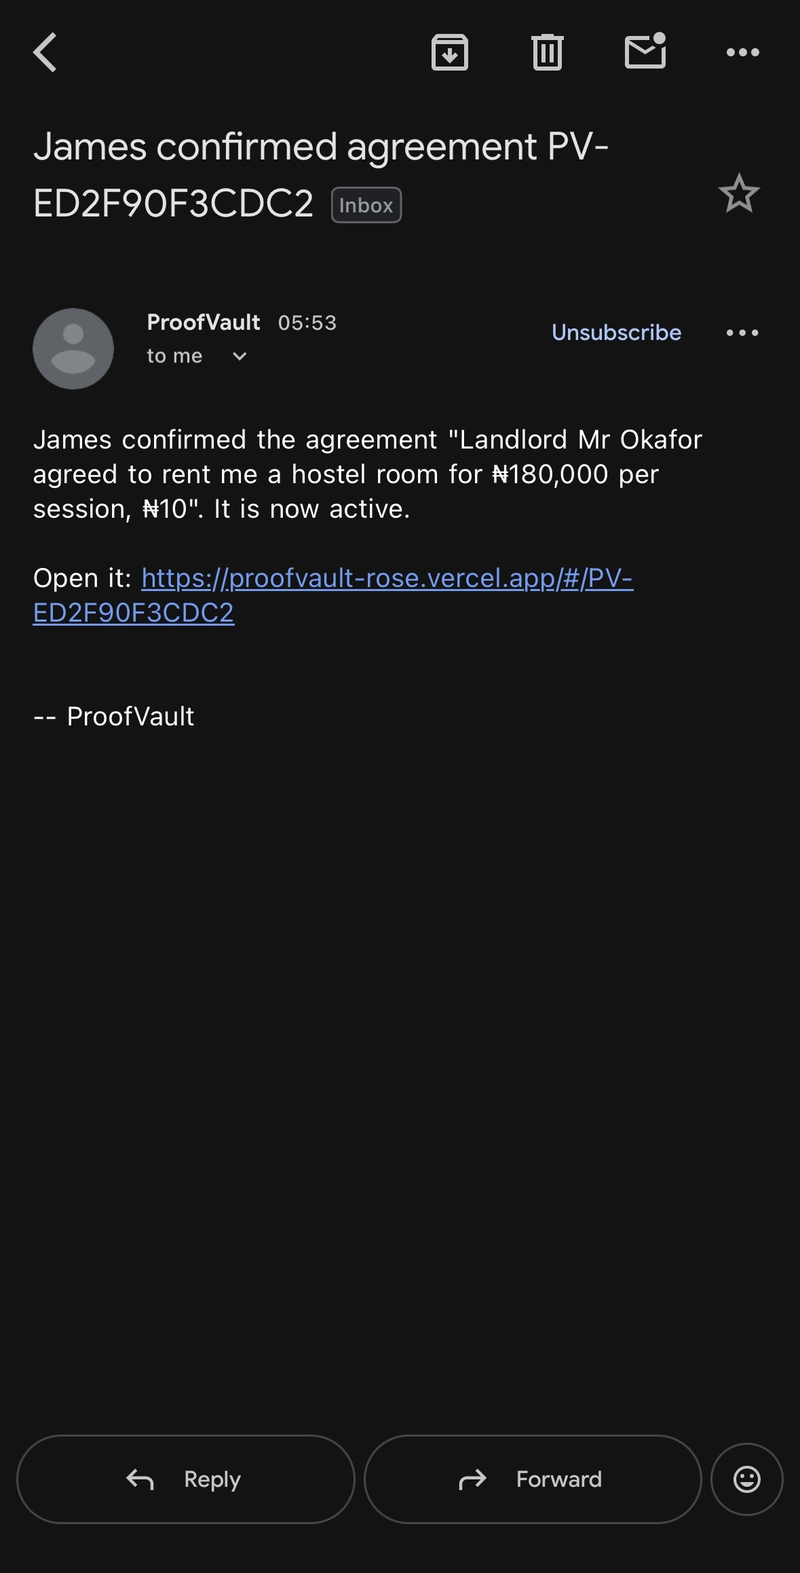 James confirmed agreement PV-
ED2F90F3CDC2 Inbox
ProofVault 05:53
Unsubscribe
to me
James confirmed the agreement "Landlord Mr Okafor
agreed to rent me a hostel room for ₦180,000 per
session, ₦10". It is now active.
Open it: https://proofvault-rose.vercel.app/#/PV-
ED2F90F3CDC2
-- ProofVault
Reply
Forward